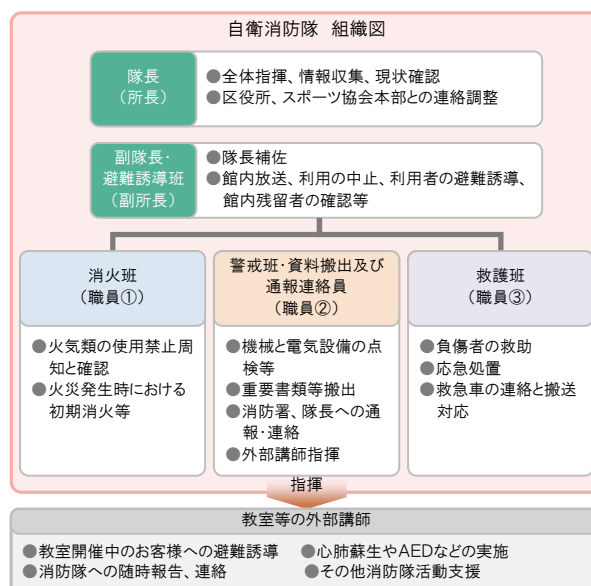 自衛消防隊 組織図
隊長
（所長）
●全体指揮、情報収集、現状確認
●区役所、スポーツ協会本部との連絡調整
副隊長・
避難誘導班
（副所長）
●隊長補佐
●館内放送、利用の中止、利用者の避難誘導、
館内残留者の確認等
消火班
（職員①）
●火気類の使用禁止周
知と確認
●火災発生時における
初期消火等
警戒班・資料搬出及び
通報連絡員
（職員②）
●機械と電気設備の点
検等
●重要書類等搬出
●消防署、隊長への通
報・連絡
●外部講師指揮
救護班
（職員③）
●負傷者の救助
●応急処置
●救急車の連絡と搬送
対応
指揮
教室等の外部講師
●教室開催中のお客様への避難誘導
●心肺蘇生やAEDなどの実施
●消防隊への随時報告、連絡
●その他消防隊活動支援